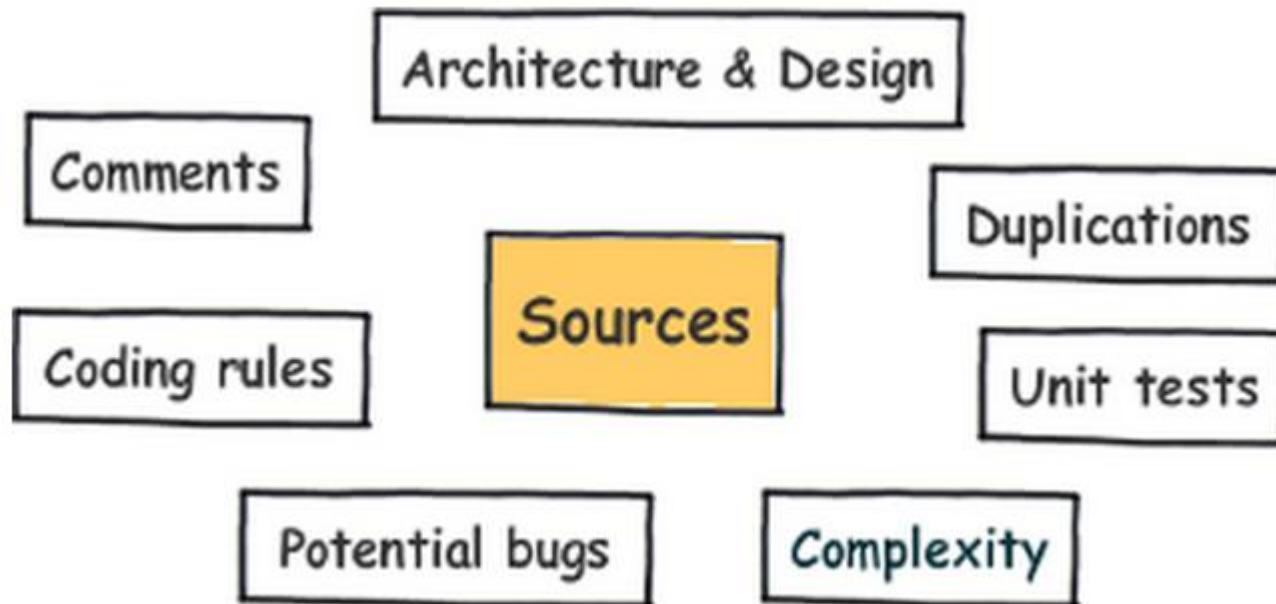 Architecture & Design
Comments
Duplications
Sources
Coding rules
Unit tests
Potential bugs
Complexity